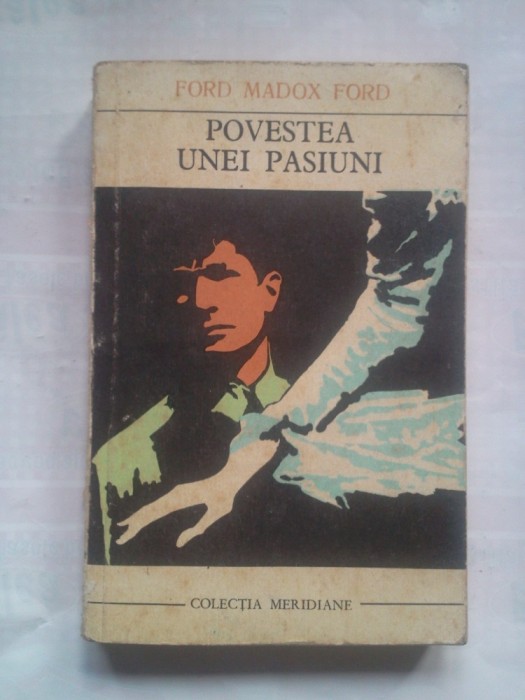 FORD MADOX FORD
POVESTEA
UNEI PASIUNI
COLECȚIA MERIDIANE